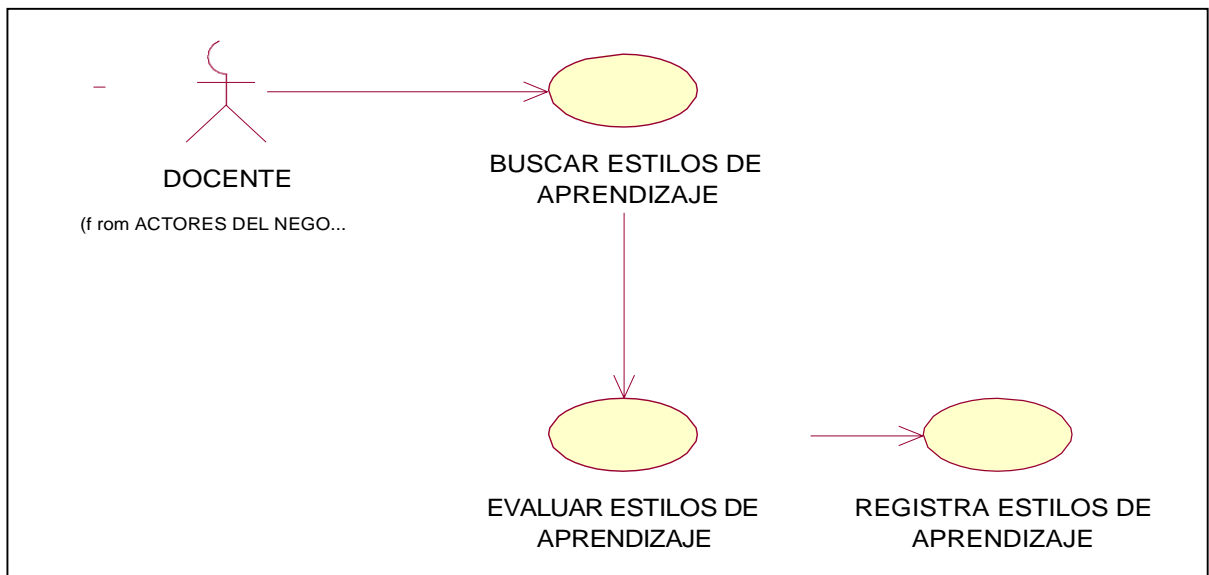 DOCENTE
(f rom ACTORES DEL NEGO...
BUSCAR ESTILOS DE
APRENDIZAJE
EVALUAR ESTILOS DE
APRENDIZAJE
REGISTRA ESTILOS DE
APRENDIZAJE